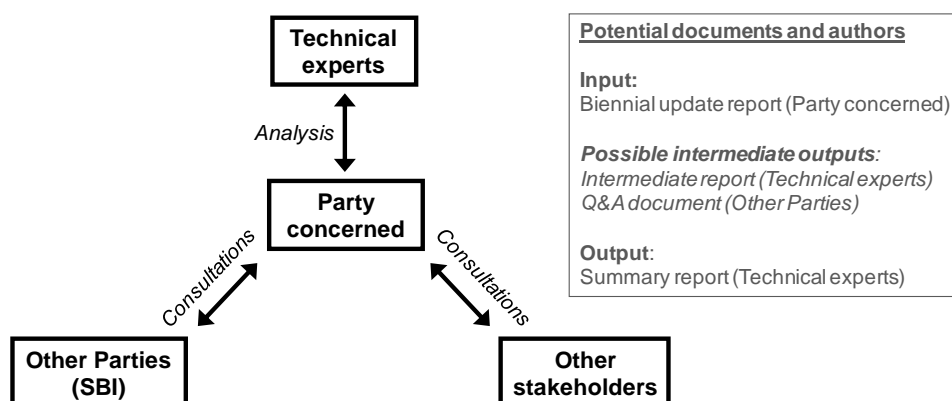 Technical
experts
Analysis
Party
concerned
Consultations
Consultations
Other Parties
(SBI)
Other
stakeholders
Potential documents and authors
Input:
Biennial update report (Party concerned)
Possible intermediate outputs:
Intermediate report (Technical experts)
Q&A document (Other Parties)
Output:
Summary report (Technical experts)